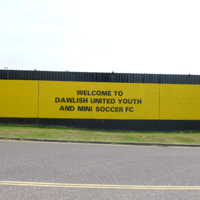 WELCOME TO
DAWLISH UNITED YOUTH
AND MINI SOCCER FC